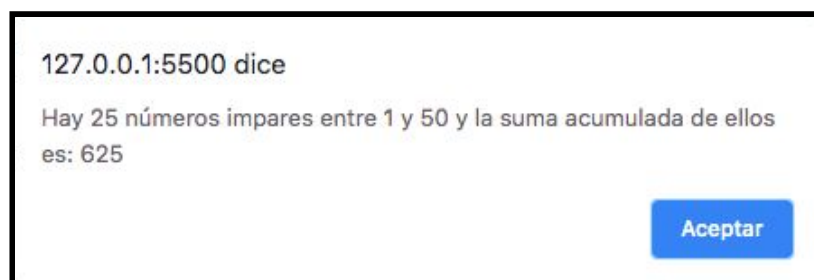 127.0.0.1:5500 dice
Hay 25 números impares entre 1 y 50 y la suma acumulada de ellos
es: 625
Aceptar